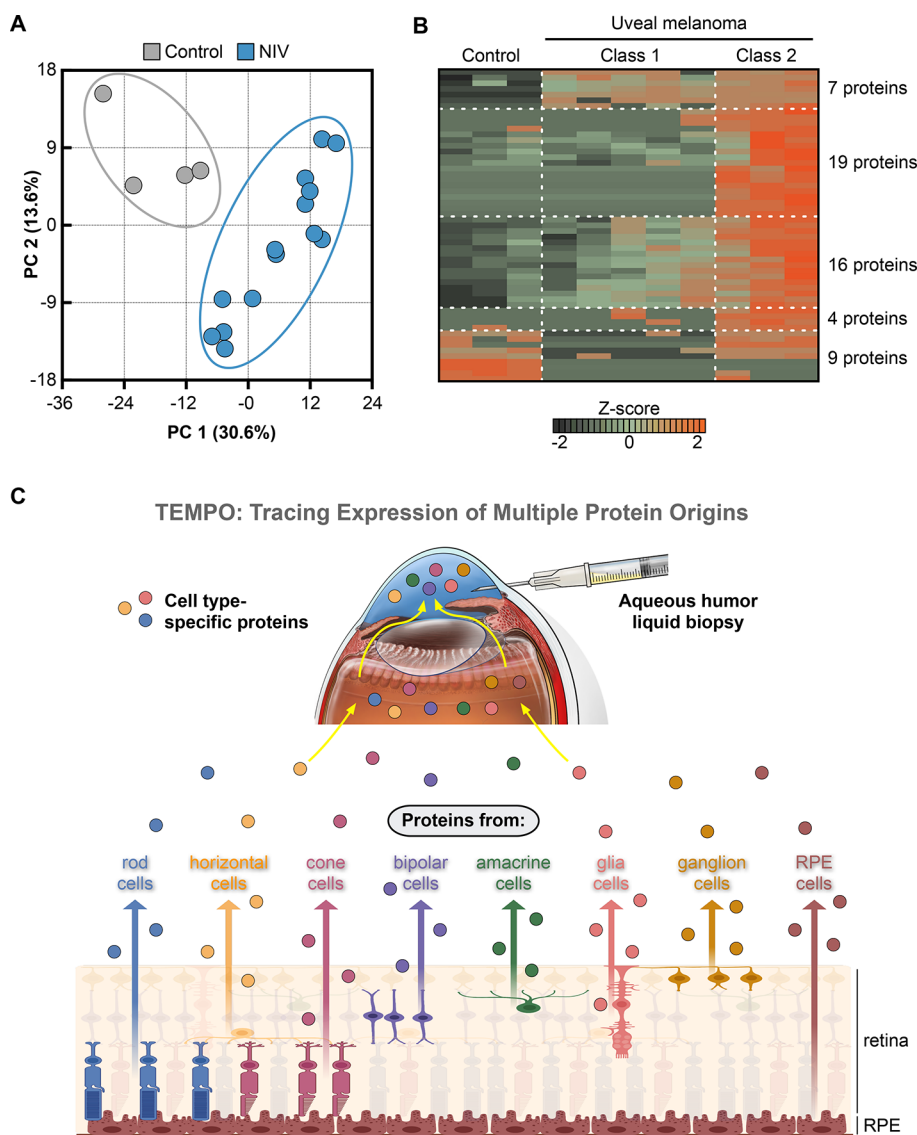 A
Control NIV
18
9
0
-9
-18
-36 -24 -12 -0 12 24
PC 2 (13.6%)
PC 1 (30.6%)
B
Uveal melanoma
Control Class 1 Class 2
7 proteins
19 proteins
16 proteins
4 proteins
9 proteins
Z-score
-2 0 2
C
TEMPO: Tracing Expression of Multiple Protein Origins
Cell type-
specific proteins
Aqueous humor
liquid biopsy
Proteins from:
rod
cells
horizontal
cells
cone
cells
bipolar
cells
amacrine
cells
glia
cells
ganglion
cells
RPE
cells
retina
RPE